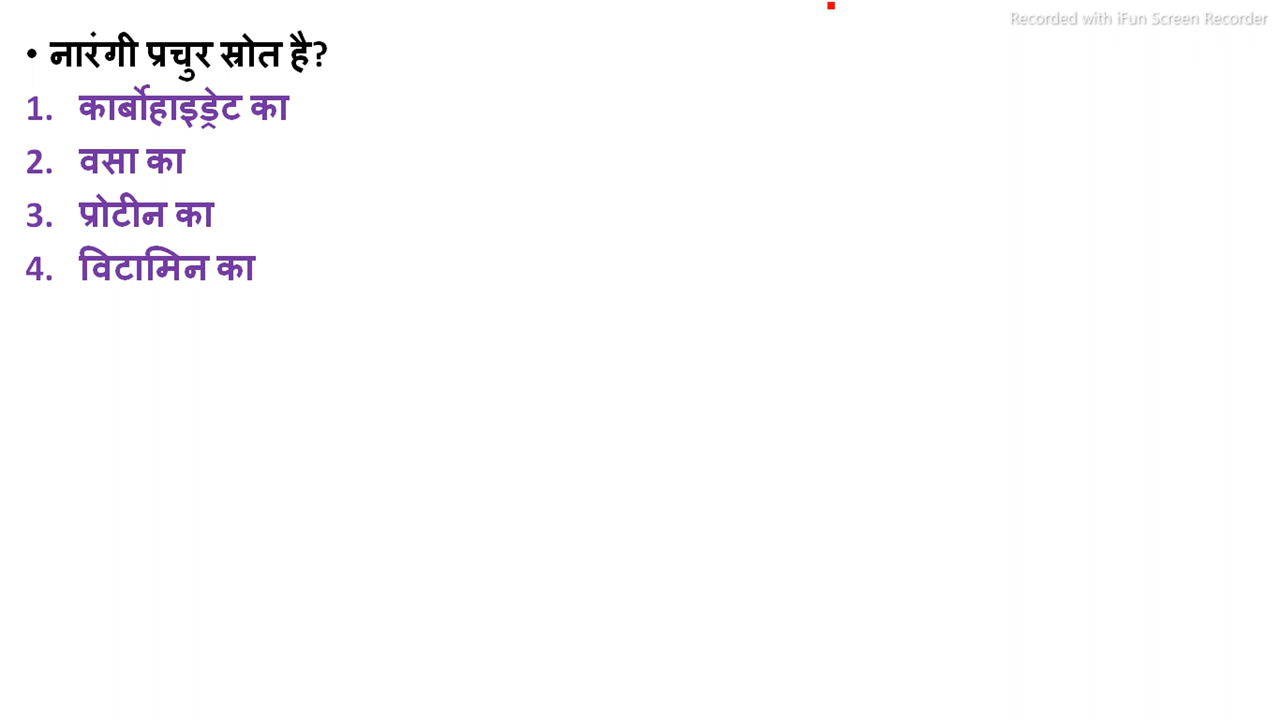 Recorded with iFun Screen Recorder
• नारंगी प्रचुर स्रोत है?
1. कार्बोहाइड्रेट का
2. वसा का
3. प्रोटीन का
4. विटामिन का